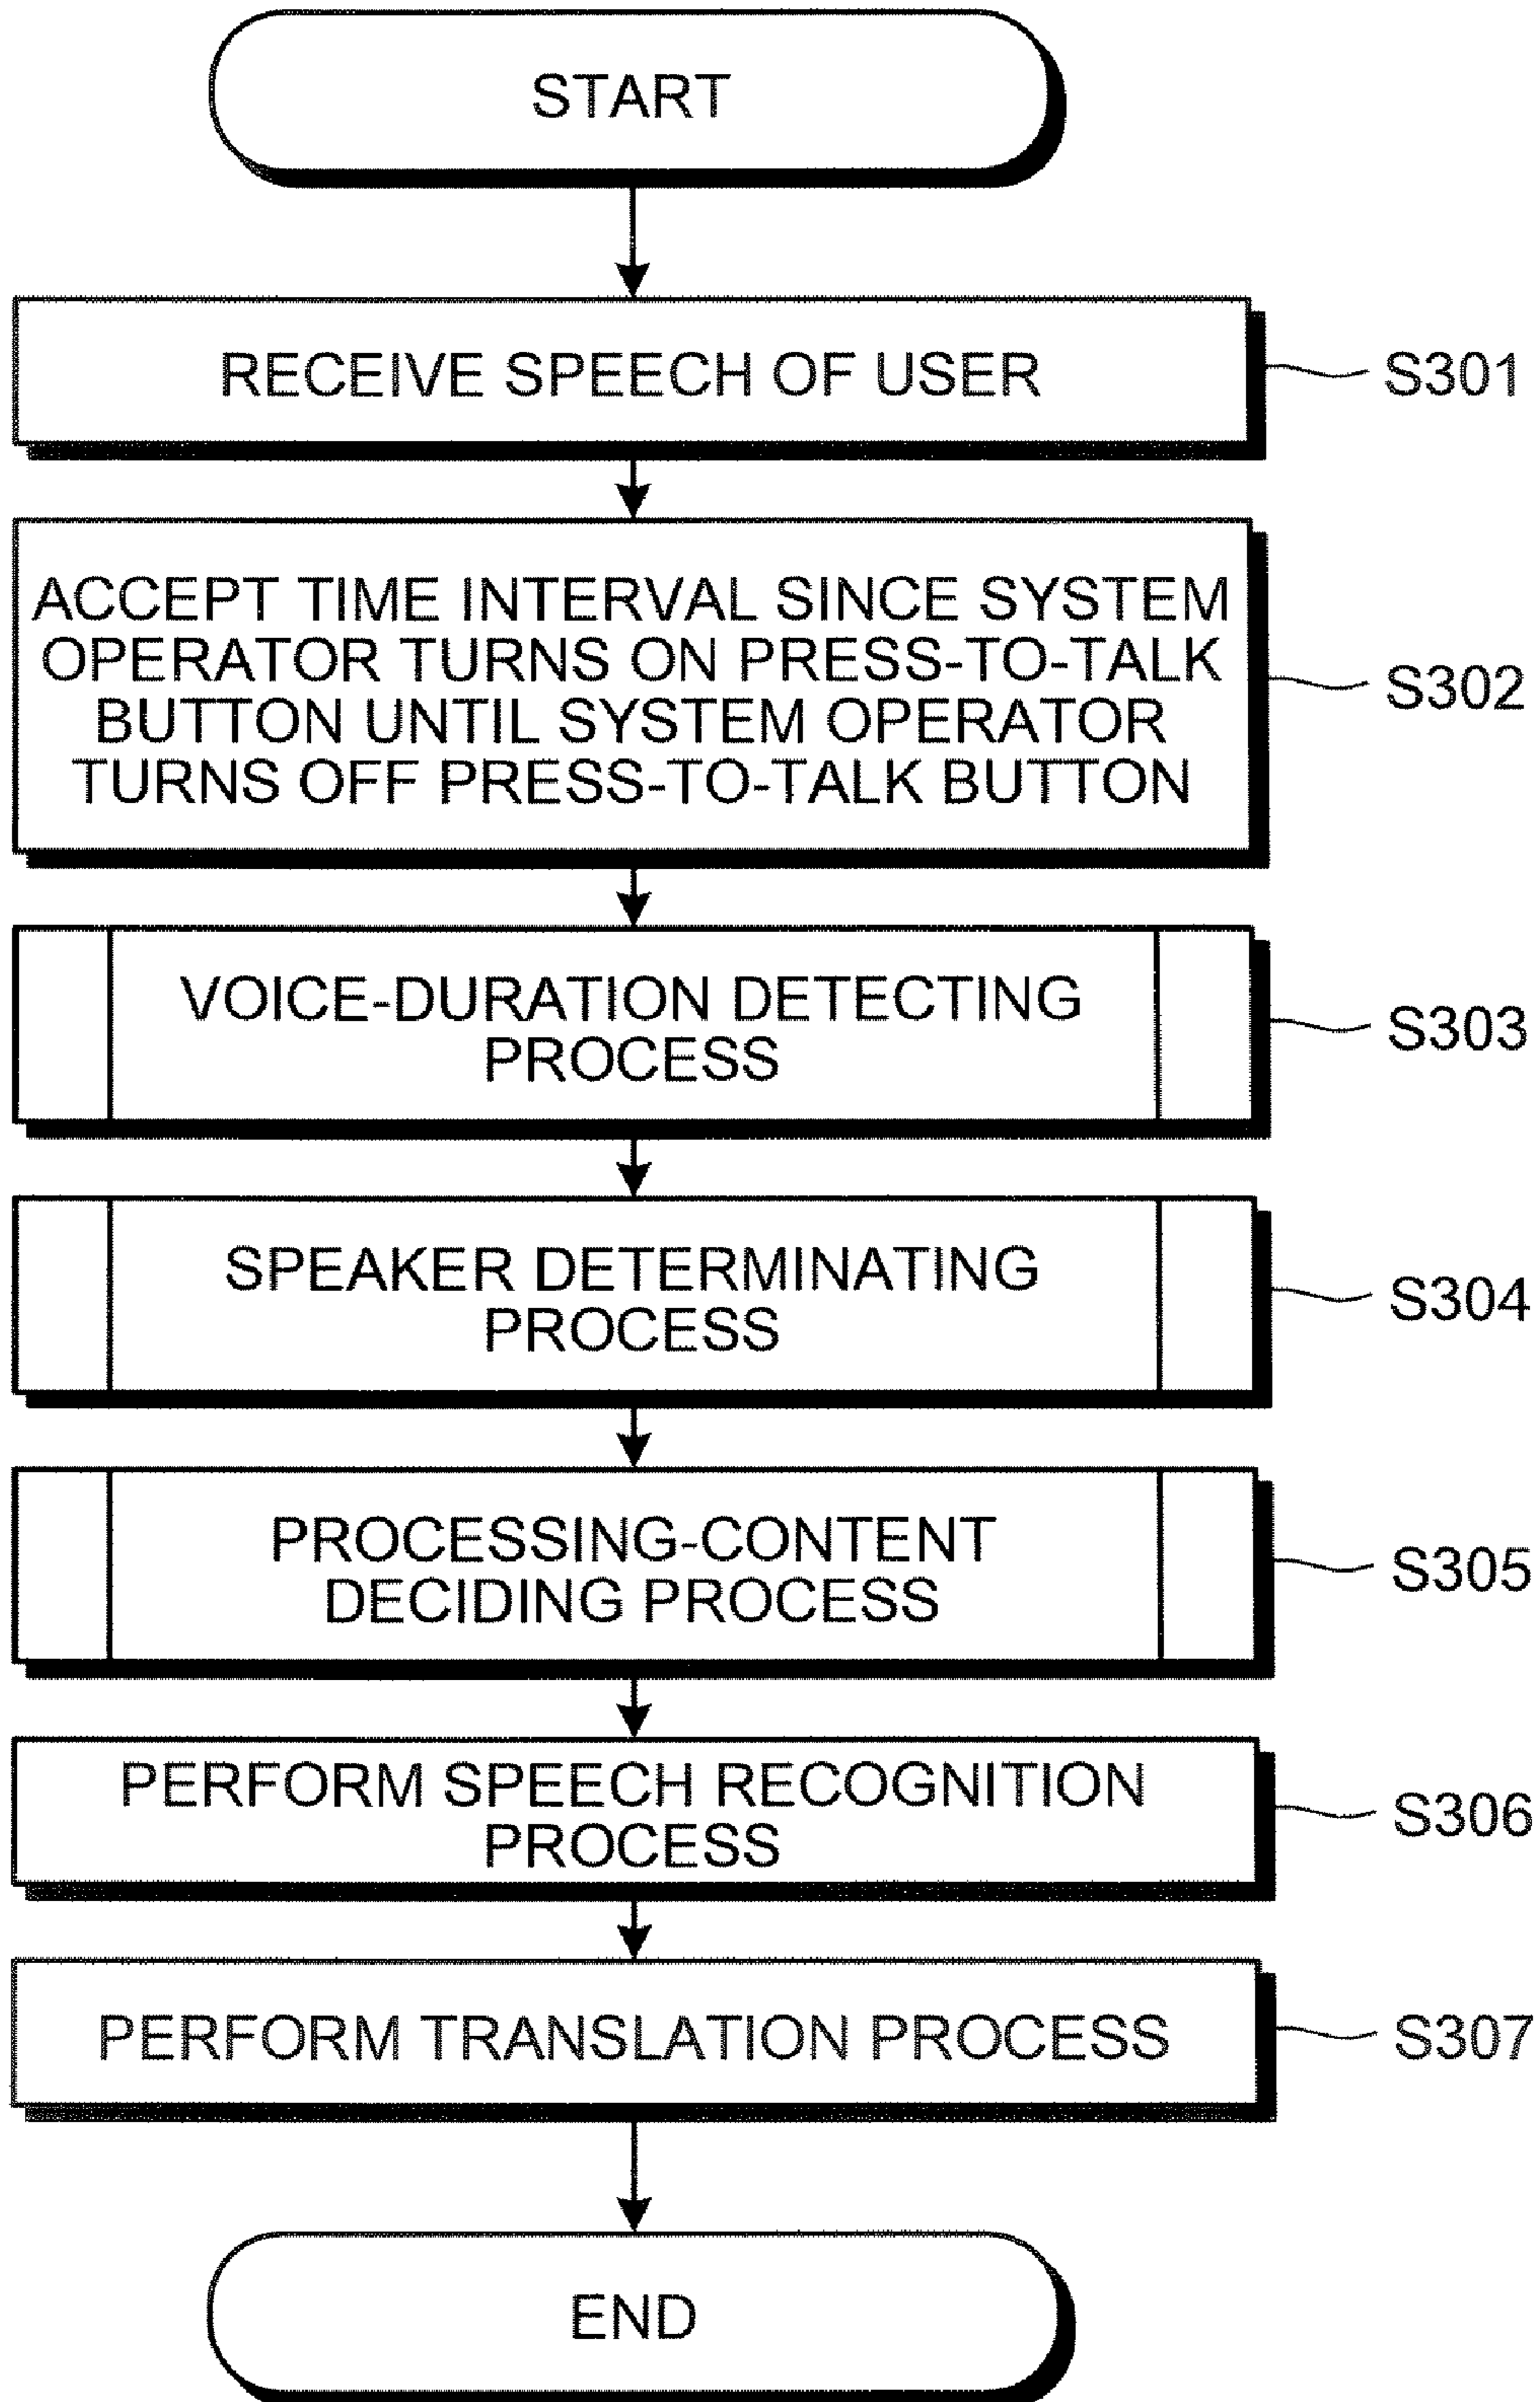 START
RECEIVE SPEECH OF USER
S301
ACCEPT TIME INTERVAL SINCE SYSTEM
OPERATOR TURNS ON PRESS-TO-TALK
BUTTON UNTIL SYSTEM OPERATOR
TURNS OFF PRESS-TO-TALK BUTTON
S302
VOICE-DURATION DETECTING
PROCESS
S303
SPEAKER DETERMINATING
PROCESS
S304
PROCESSING-CONTENT
DECIDING PROCESS
S305
PERFORM SPEECH RECOGNITION
PROCESS
S306
PERFORM TRANSLATION PROCESS
S307
END